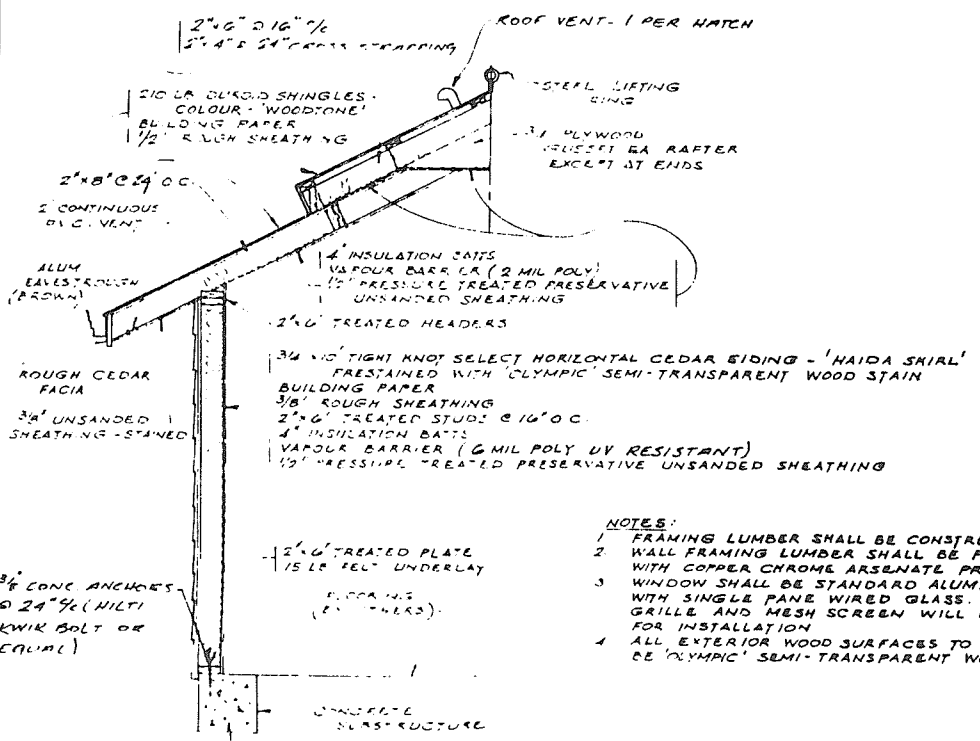 2"x6" @ 16" o/c
2"x4" @ 24" CROSS STRAPPING
ROOF VENT - 1 PER HATCH
210 LB DUROID SHINGLES -
COLOUR - 'WOODTONE'
BUILDING PAPER
1/2" ROUGH SHEATHING
STEEL LIFTING
RING
PLYWOOD
GUSSET EA RAFTER
EXCEPT AT ENDS
2"x8" @ 24" O.C.
2" CONTINUOUS
VENT
ALUM
EAVESTROUGH
(BROWN)
4" INSULATION BATTS
VAPOUR BARRIER (2 MIL POLY)
1/2" PRESSURE TREATED PRESERVATIVE
UNSANDED SHEATHING
2"x6" TREATED HEADERS
ROUGH CEDAR
FACIA
3/8" UNSANDED
SHEATHING - STAINED
3/4 x 10" TIGHT KNOT SELECT HORIZONTAL CEDAR SIDING - 'HAIDA SKIRL'
PRESTAINED WITH 'OLYMPIC' SEMI-TRANSPARENT WOOD STAIN
BUILDING PAPER
3/8" ROUGH SHEATHING
2"x6" TREATED STUDS @ 16" O.C.
4" INSULATION BATTS
VAPOUR BARRIER (6 MIL POLY UV RESISTANT)
1/2" PRESSURE TREATED PRESERVATIVE UNSANDED SHEATHING
2"x6" TREATED PLATE
15 LB FELT UNDERLAY
FLOORING
(BY OTHERS)
CONC. ANCHORS
@ 24" o/c (HILTI
KWIK BOLT OR
EQUAL)
CONCRETE
SUBSTRUCTURE
NOTES:
1 FRAMING LUMBER SHALL BE CONSTR
2. WALL FRAMING LUMBER SHALL BE
WITH COPPER CHROME ARSENATE PR
3 WINDOW SHALL BE STANDARD ALUM
WITH SINGLE PANE WIRED GLASS.
GRILLE AND MESH SCREEN WILL
FOR INSTALLATION
4 ALL EXTERIOR WOOD SURFACES TO
BE 'OLYMPIC' SEMI-TRANSPARENT W